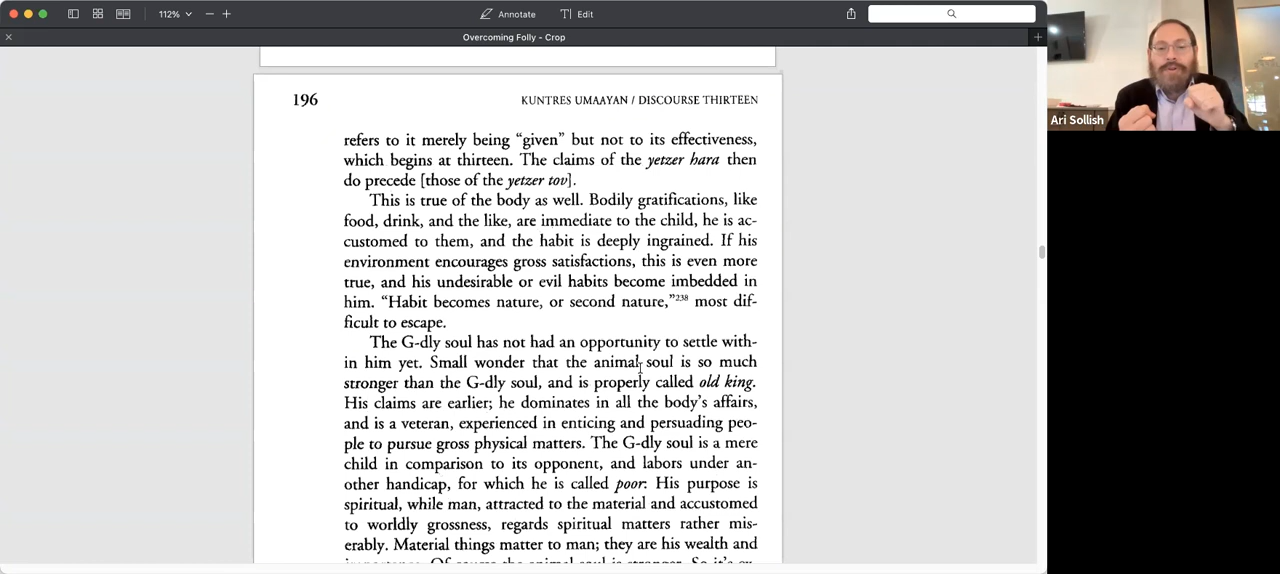 112%
Annotate
Edit
Overcoming Folly - Crop
Ari Sollish
196
KUNTRES UMAAYAN / DISCOURSE THIRTEEN
refers to it merely being “given” but not to its effectiveness,
which begins at thirteen. The claims of the yetzer hara then
do precede [those of the yetzer tov].
This is true of the body as well. Bodily gratifications, like
food, drink, and the like, are immediate to the child, he is ac-
customed to them, and the habit is deeply ingrained. If his
environment encourages gross satisfactions, this is even more
true, and his undesirable or evil habits become imbedded in
him. “Habit becomes nature, or second nature,”238 most dif-
ficult to escape.
The G-dly soul has not had an opportunity to settle with-
in him yet. Small wonder that the animal soul is so much
stronger than the G-dly soul, and is properly called old king.
His claims are earlier; he dominates in all the body’s affairs,
and is a veteran, experienced in enticing and persuading peo-
ple to pursue gross physical matters. The G-dly soul is a mere
child in comparison to its opponent, and labors under an-
other handicap, for which he is called poor. His purpose is
spiritual, while man, attracted to the material and accustomed
to worldly grossness, regards spiritual matters rather mis-
erably. Material things matter to man; they are his wealth and